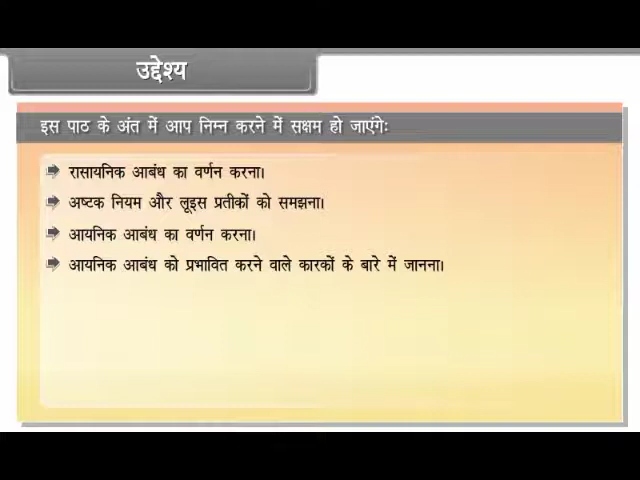 उद्देश्य
इस पाठ के अंत में आप निम्न करने में सक्षम हो जाएंगे:
रासायनिक आबंध का वर्णन करना।
अष्टक नियम और लूइस प्रतीकों को समझना।
आयनिक आबंध का वर्णन करना।
आयनिक आबंध को प्रभावित करने वाले कारकों के बारे में जानना।